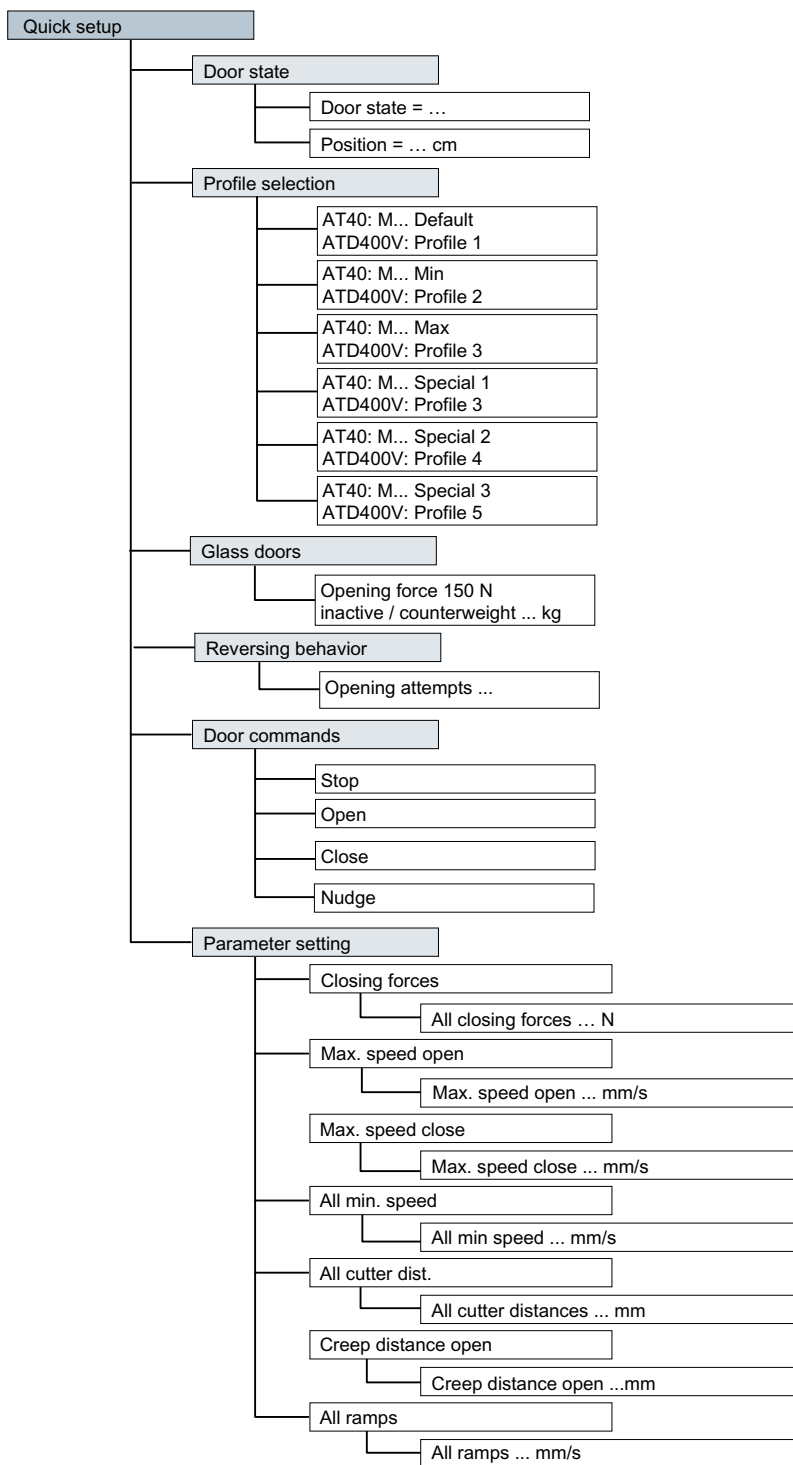 Quick setup
Door state
Door state = …
Position = … cm
Profile selection
AT40: M... Default
ATD400V: Profile 1
AT40: M... Min
ATD400V: Profile 2
AT40: M... Max
ATD400V: Profile 3
AT40: M... Special 1
ATD400V: Profile 3
AT40: M... Special 2
ATD400V: Profile 4
AT40: M... Special 3
ATD400V: Profile 5
Glass doors
Opening force 150 N
inactive / counterweight ... kg
Reversing behavior
Opening attempts ...
Door commands
Stop
Open
Close
Nudge
Parameter setting
Closing forces
All closing forces … N
Max. speed open
Max. speed open ... mm/s
Max. speed close
Max. speed close ... mm/s
All min. speed
All min speed ... mm/s
All cutter dist.
All cutter distances ... mm
Creep distance open
Creep distance open ...mm
All ramps
All ramps ... mm/s